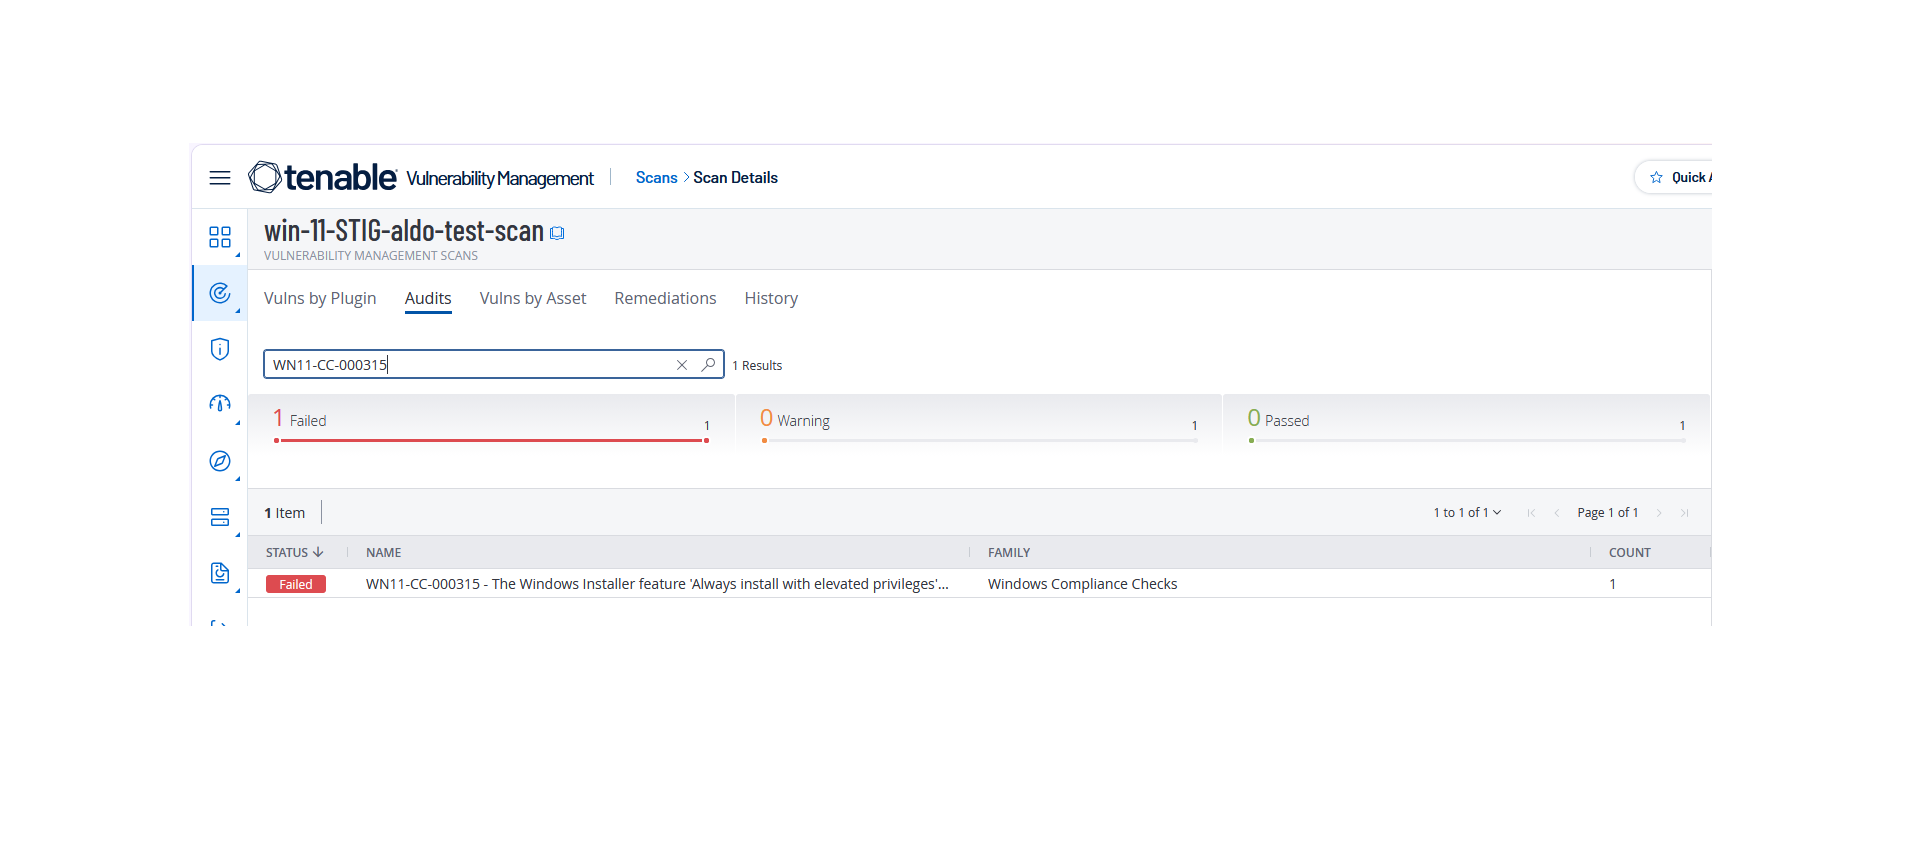 tenable Vulnerability Management Scans > Scan Details Quick
win-11-STIG-aldo-test-scan
VULNERABILITY MANAGEMENT SCANS
Vulns by Plugin Audits Vulns by Asset Remediations History
WN11-CC-000315 1 Results
1 Failed 1 0 Warning 1 0 Passed 1
1 Item 1 to 1 of 1 Page 1 of 1
STATUS NAME FAMILY COUNT
Failed WN11-CC-000315 - The Windows Installer feature 'Always install with elevated privileges'... Windows Compliance Checks 1